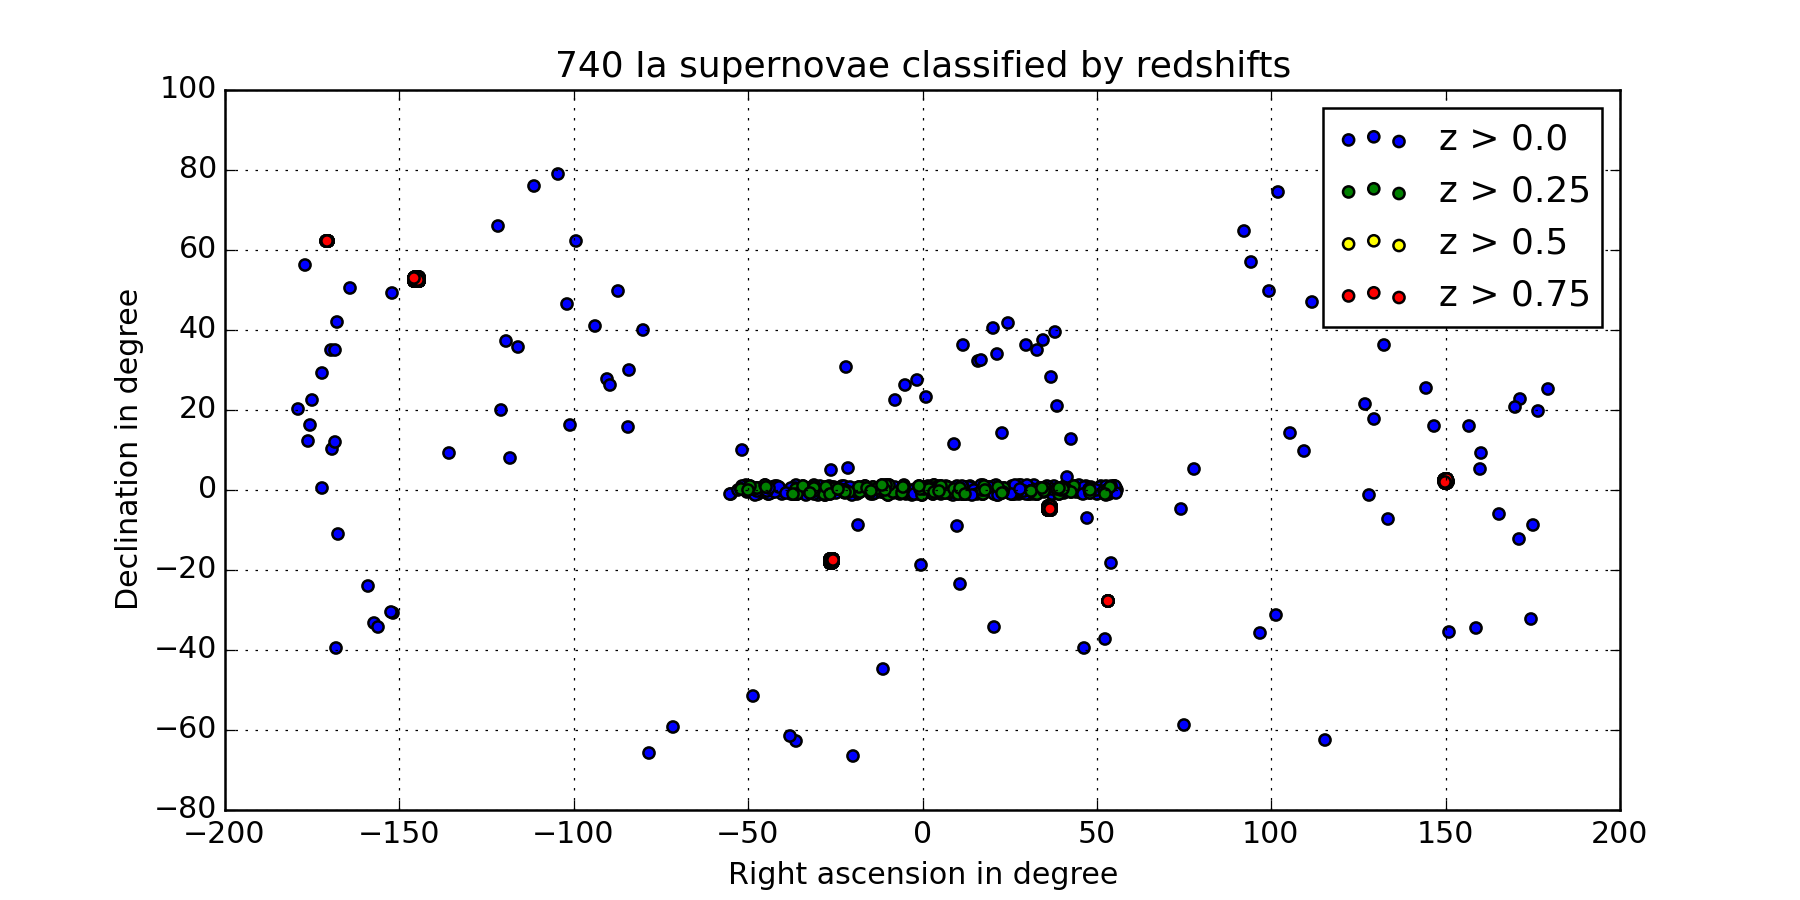 740 Ia supernovae classified by redshifts
100
80
60
40
20
0
−20
−40
−60
−80
Declination in degree
z > 0.0
z > 0.25
z > 0.5
z > 0.75
−200 −150 −100 −50 0 50 100 150 200
Right ascension in degree